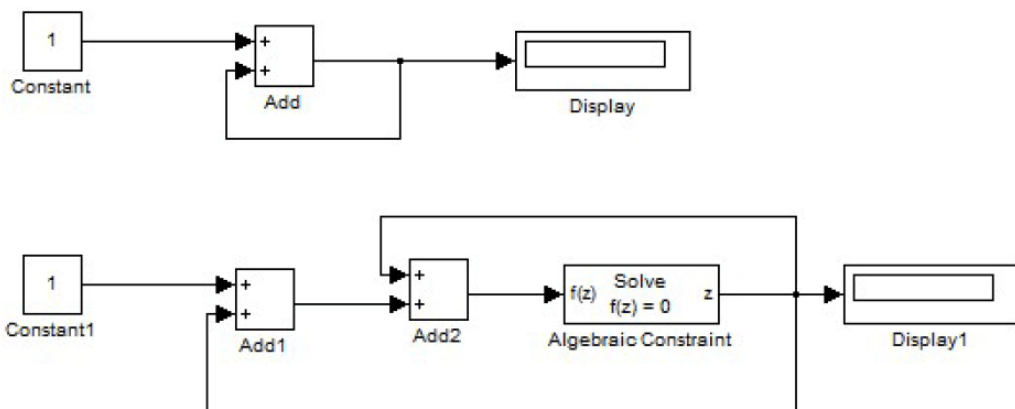 1
+
+
Constant
Add
Display
1
+
+
+
+
f(z)
Solve
f(z) = 0
z
Constant1
Add1
Add2
Algebraic Constraint
Display1